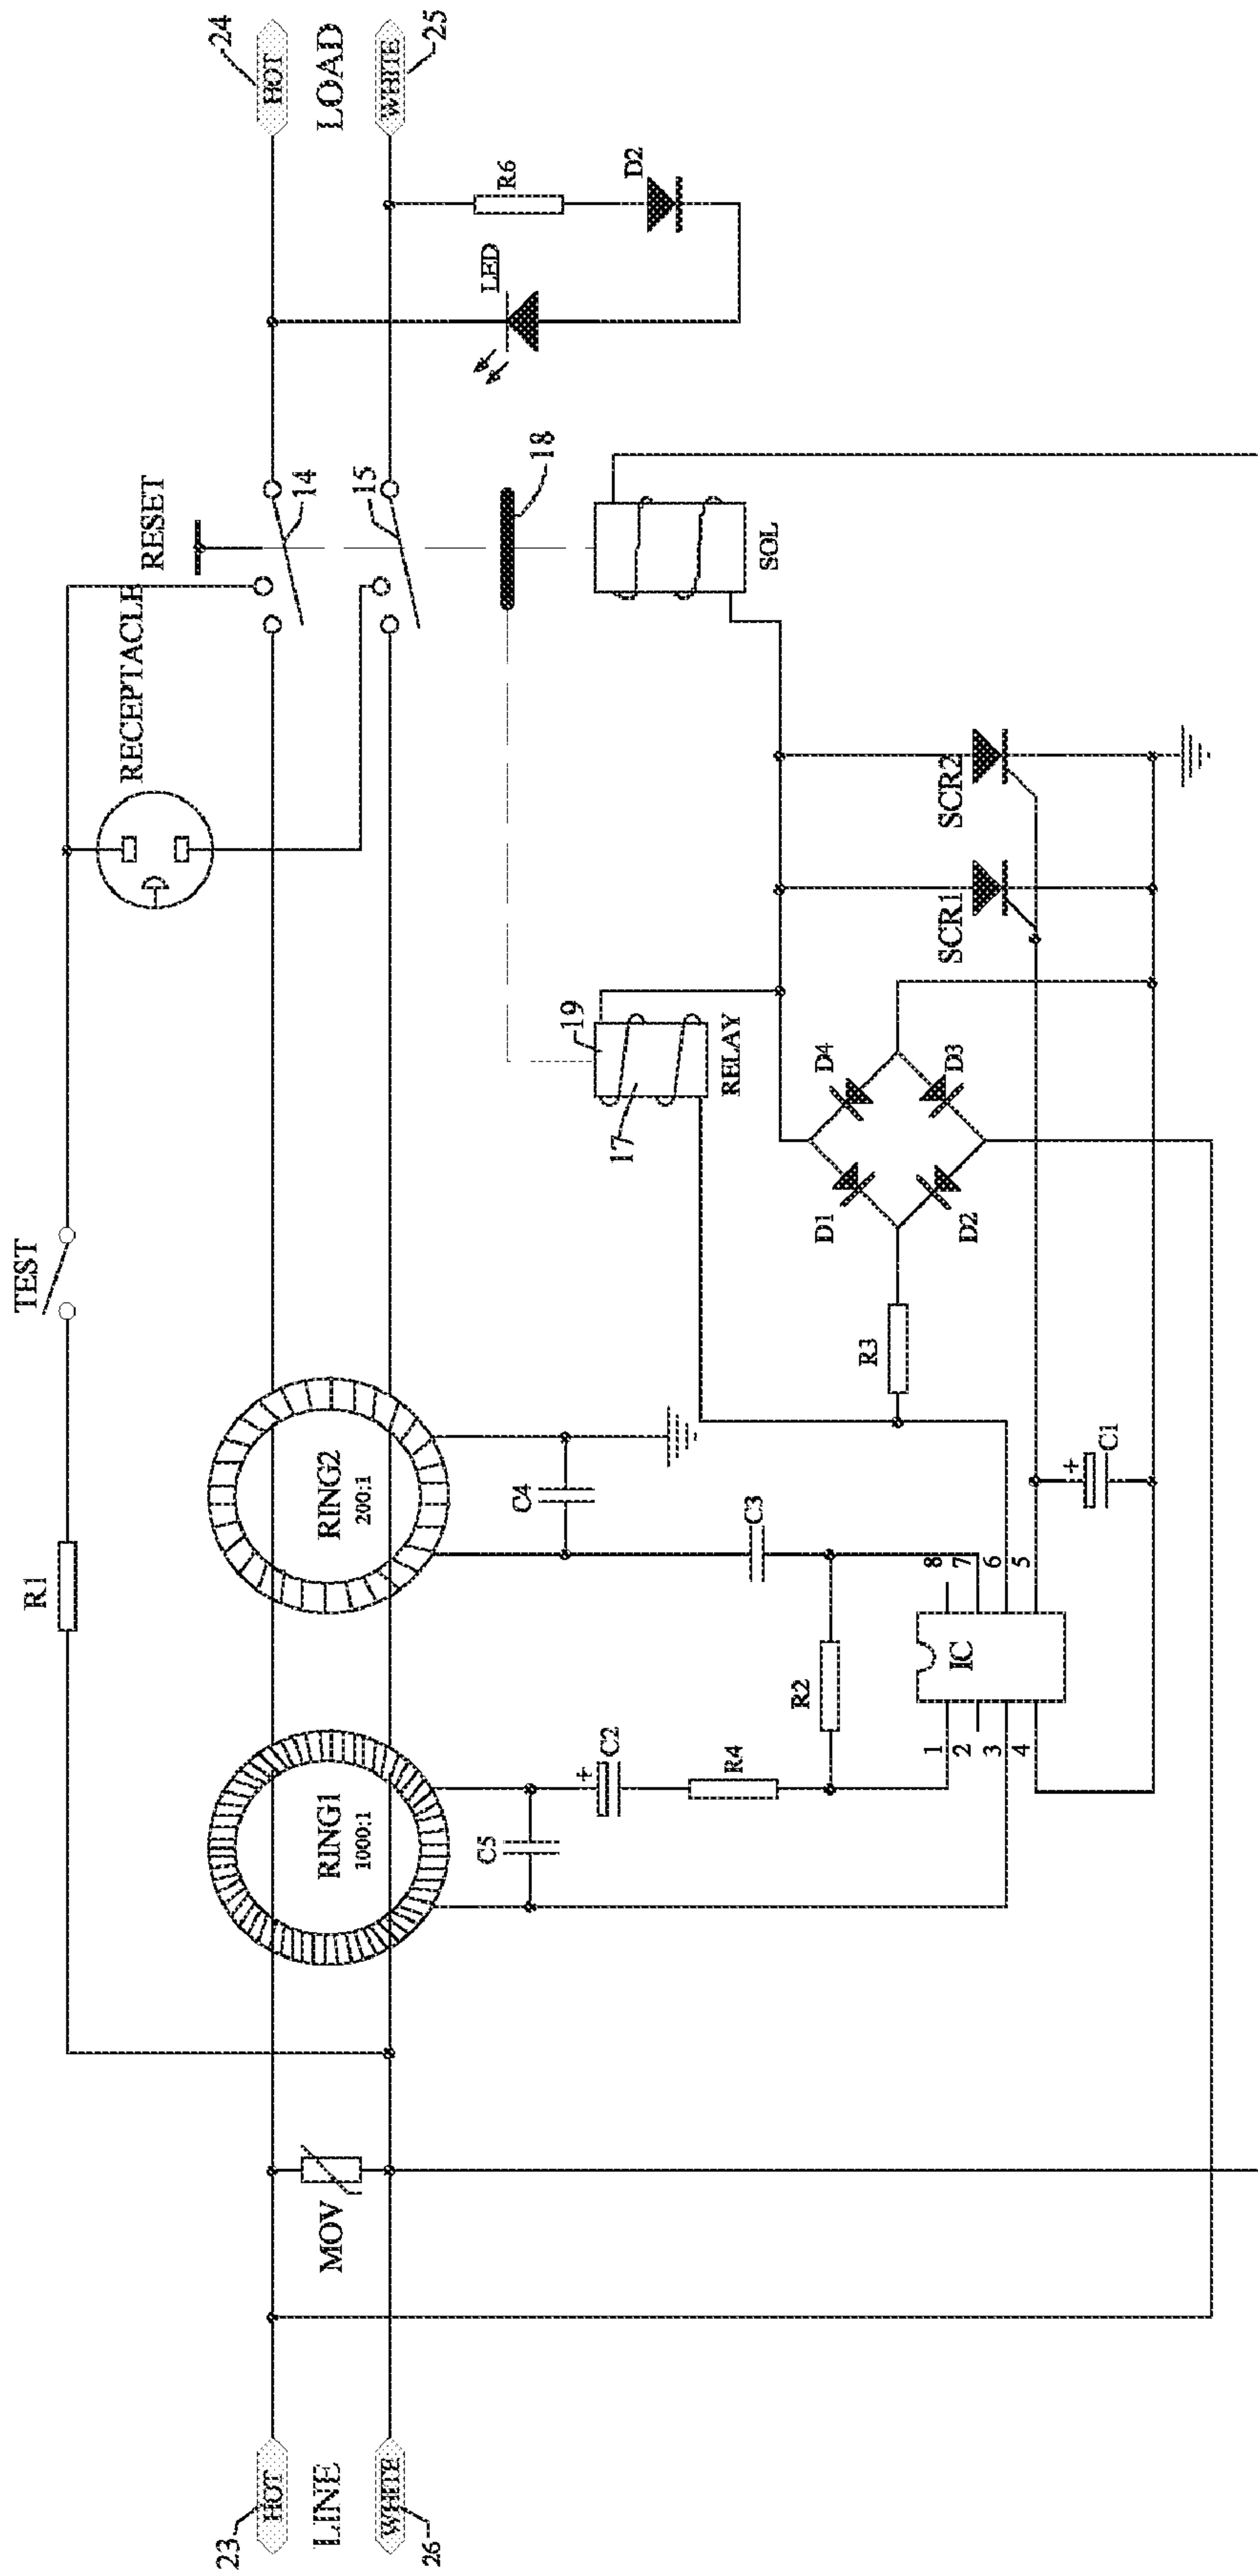 TEST
R1
RECEPTACLE
RESET
24
HOT
LOAD
WHITE
25
23
HOT
LINE
WHITE
26
MOV
RING1
1000:1
RING2
200:1
14
15
18
LED
R6
D2
C5
C4
C2
C3
R4
R2
19
17
RELAY
SOL
D1
D4
D2
D3
R3
SCR1
SCR2
IC
1
2
3
4
8
7
6
5
+
C1
+